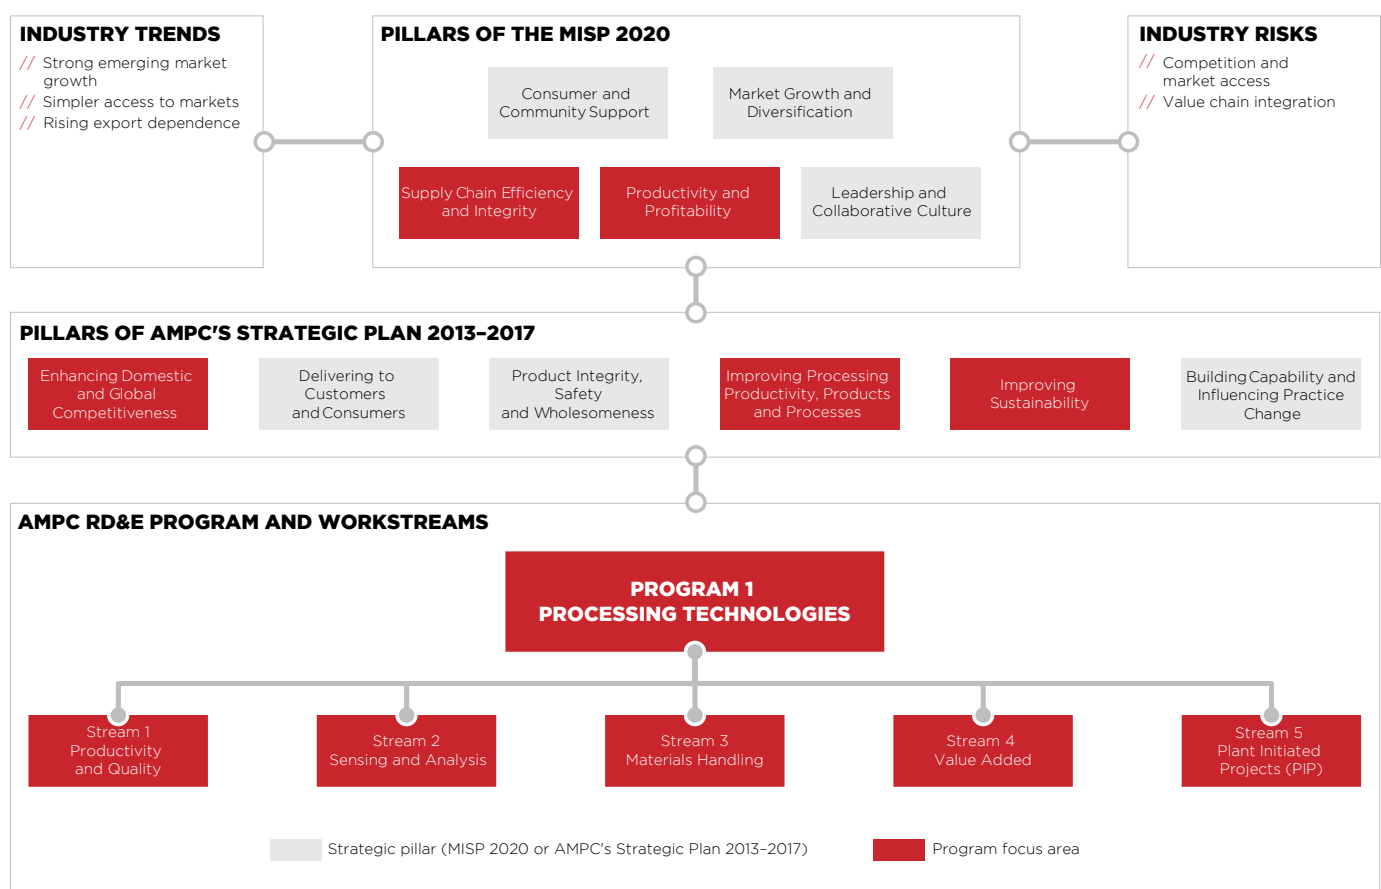 INDUSTRY TRENDS
// Strong emerging market
growth
// Simpler access to markets
// Rising export dependence
PILLARS OF THE MISP 2020
Consumer and
Community Support
Market Growth and
Diversification
Supply Chain Efficiency
and Integrity
Productivity and
Profitability
Leadership and
Collaborative Culture
INDUSTRY RISKS
// Competition and
market access
// Value chain integration
PILLARS OF AMPC'S STRATEGIC PLAN 2013–2017
Enhancing Domestic
and Global
Competitiveness
Delivering to
Customers
and Consumers
Product Integrity,
Safety
and Wholesomeness
Improving Processing
Productivity, Products
and Processes
Improving
Sustainability
Building Capability and
Influencing Practice
Change
AMPC RD&E PROGRAM AND WORKSTREAMS
PROGRAM 1
PROCESSING TECHNOLOGIES
Stream 1
Productivity
and Quality
Stream 2
Sensing and Analysis
Stream 3
Materials Handling
Stream 4
Value Added
Stream 5
Plant Initiated
Projects (PIP)
Strategic pillar (MISP 2020 or AMPC's Strategic Plan 2013–2017)
Program focus area